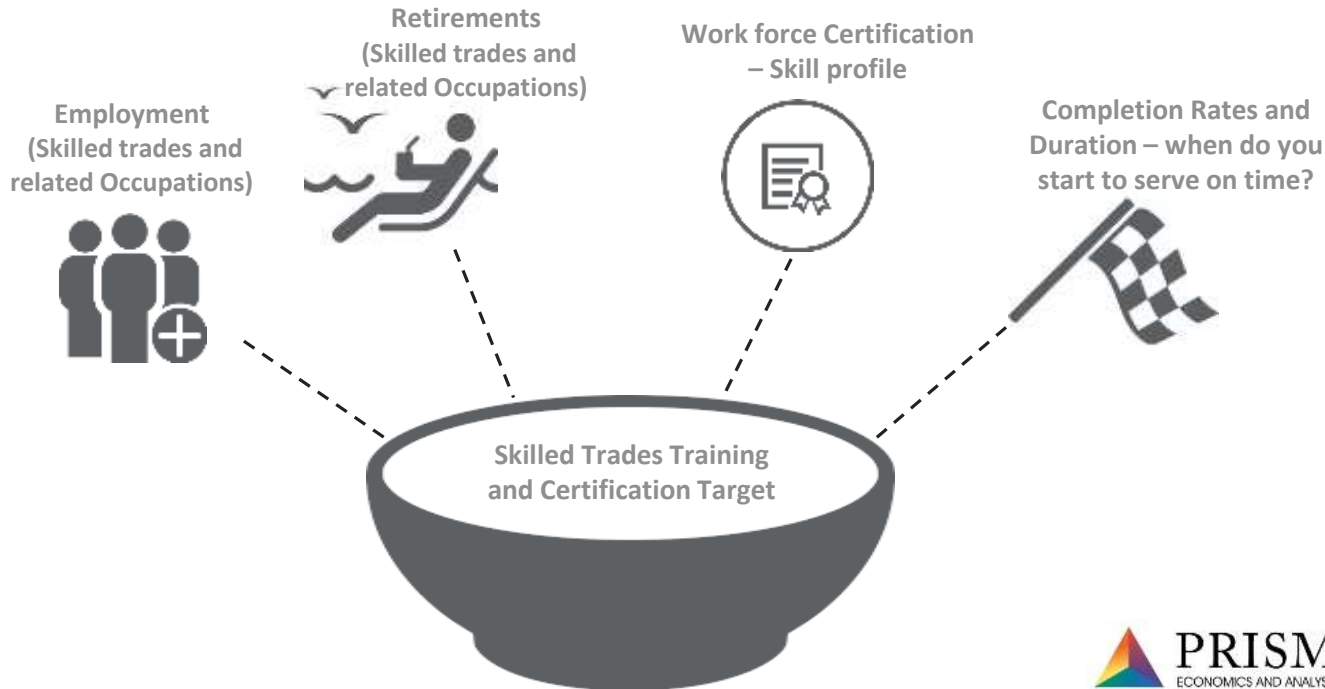 Retirements
(Skilled trades and
related Occupations)
Work force Certification
– Skill profile
Employment
(Skilled trades and
related Occupations)
Completion Rates and
Duration – when do you
start to serve on time?
Skilled Trades Training
and Certification Target
PRISM
ECONOMICS AND ANALYS